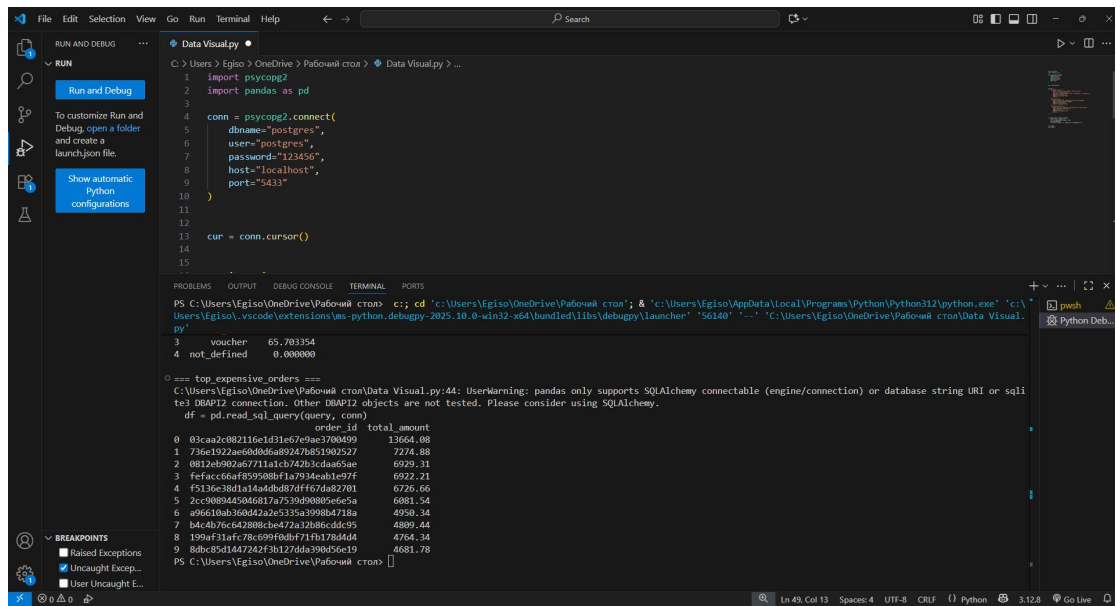 File Edit Selection View Go Run Terminal Help
Search
RUN AND DEBUG
RUN
Run and Debug
To customize Run and
Debug, open a folder
and create a
launch.json file.
Show automatic
Python
configurations
Data Visual.py
C: > Users > Egiso > OneDrive > Рабочий стол > Data Visual.py > ...
1 import psycopg2
2 import pandas as pd
3
4 conn = psycopg2.connect(
5 dbname="postgres",
6 user="postgres",
7 password="123456",
8 host="localhost",
9 port="5433"
10 )
11
12
13 cur = conn.cursor()
14
15
PROBLEMS OUTPUT DEBUG CONSOLE TERMINAL PORTS
PS C:\Users\Egiso\OneDrive\Рабочий стол> c:; cd 'c:\Users\Egiso\OneDrive\Рабочий стол'; & 'c:\Users\Egiso\AppData\Local\Programs\Python\Python312\python.exe' 'c:\
Users\Egiso\.vscode\extensions\ms-python.debugpy-2025.10.0-win32-x64\bundled\libs\debugpy\launcher' '56140' '--' 'C:\Users\Egiso\OneDrive\Рабочий стол\Data Visual.
py'
3 voucher 65.703354
4 not_defined 0.000000
=== top_expensive_orders ===
C:\Users\Egiso\OneDrive\Рабочий стол\Data Visual.py:44: UserWarning: pandas only supports SQLAlchemy connectable (engine/connection) or database string URI or sqli
te3 DBAPI2 connection. Other DBAPI2 objects are not tested. Please consider using SQLAlchemy.
df = pd.read_sql_query(query, conn)
order_id total_amount
0 03caa2c082116e1d31e67e9ae3700499 13664.08
1 736e1922ae60d0d6a89247b851902527 7274.88
2 0812eb902a67711a1cb742b3cdaa65ae 6929.31
3 fefacc66af859508bf1a7934eab1e97f 6922.21
4 f5136e38d1a14a4dbd87dff67da82701 6726.66
5 2cc9089445046817a7539d90805e6e5a 6081.54
6 a96610ab360d42a2e5335a3998b4718a 4950.34
7 b4c4b76c642808cbe472a32b86cddc95 4809.44
8 199af31afc78c699f0dbf71fb178d4d4 4764.34
9 8dbc85d1447242f3b127dda390d56e19 4681.78
PS C:\Users\Egiso\OneDrive\Рабочий стол>
pwsh
Python Deb...
BREAKPOINTS
Raised Exceptions
Uncaught Excep...
User Uncaught E...
0 0 Ln 49, Col 13 Spaces: 4 UTF-8 CRLF {} Python 3.12.8 Go Live